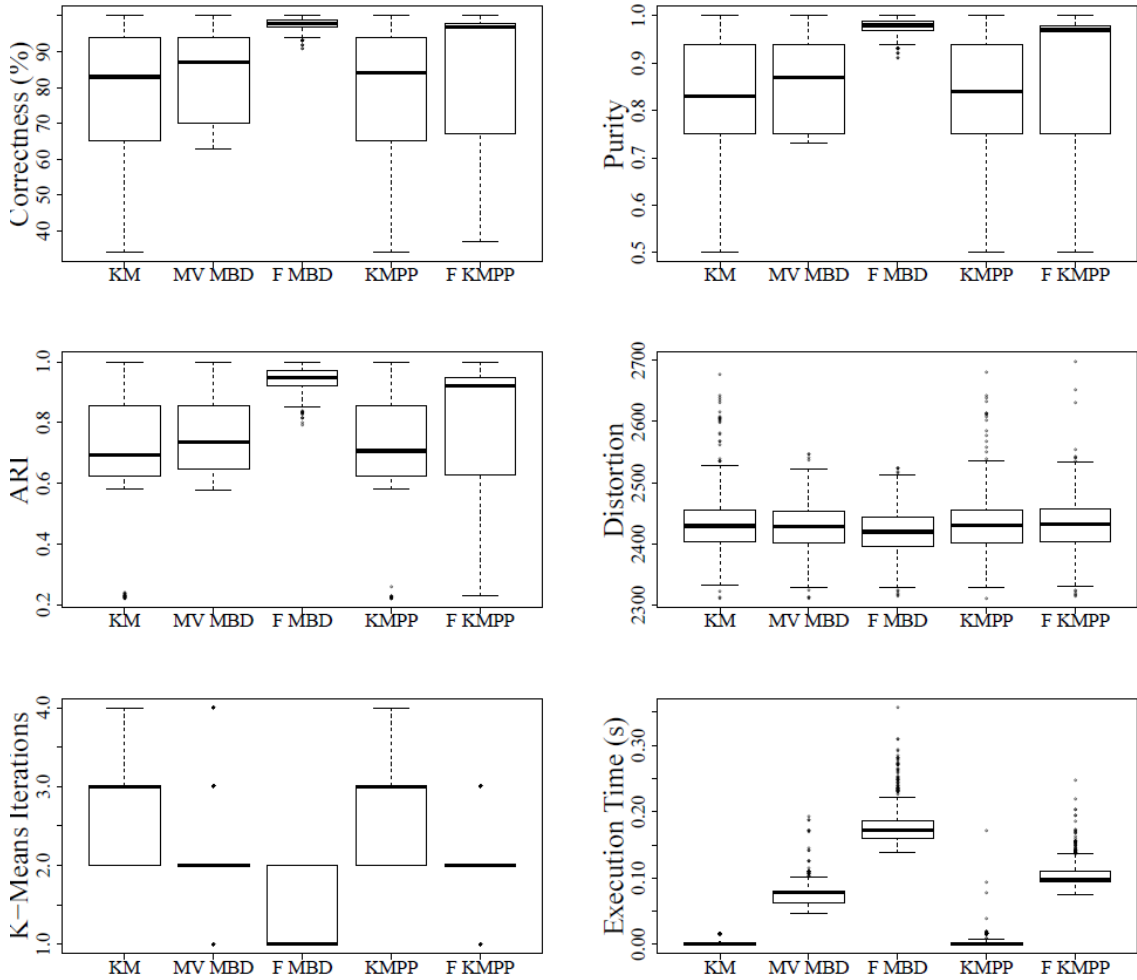 Correctness (%)
40 60 70 80 90
KM MV MBD F MBD KMPP F KMPP
Purity
0.5 0.6 0.7 0.8 0.9 1.0
KM MV MBD F MBD KMPP F KMPP
ARI
0.2 0.4 0.6 0.8 1.0
KM MV MBD F MBD KMPP F KMPP
Distortion
2300 2400 2500 2600 2700
KM MV MBD F MBD KMPP F KMPP
K-Means Iterations
1.0 2.0 3.0 4.0
KM MV MBD F MBD KMPP F KMPP
Execution Time (s)
0.00 0.10 0.20 0.30
KM MV MBD F MBD KMPP F KMPP